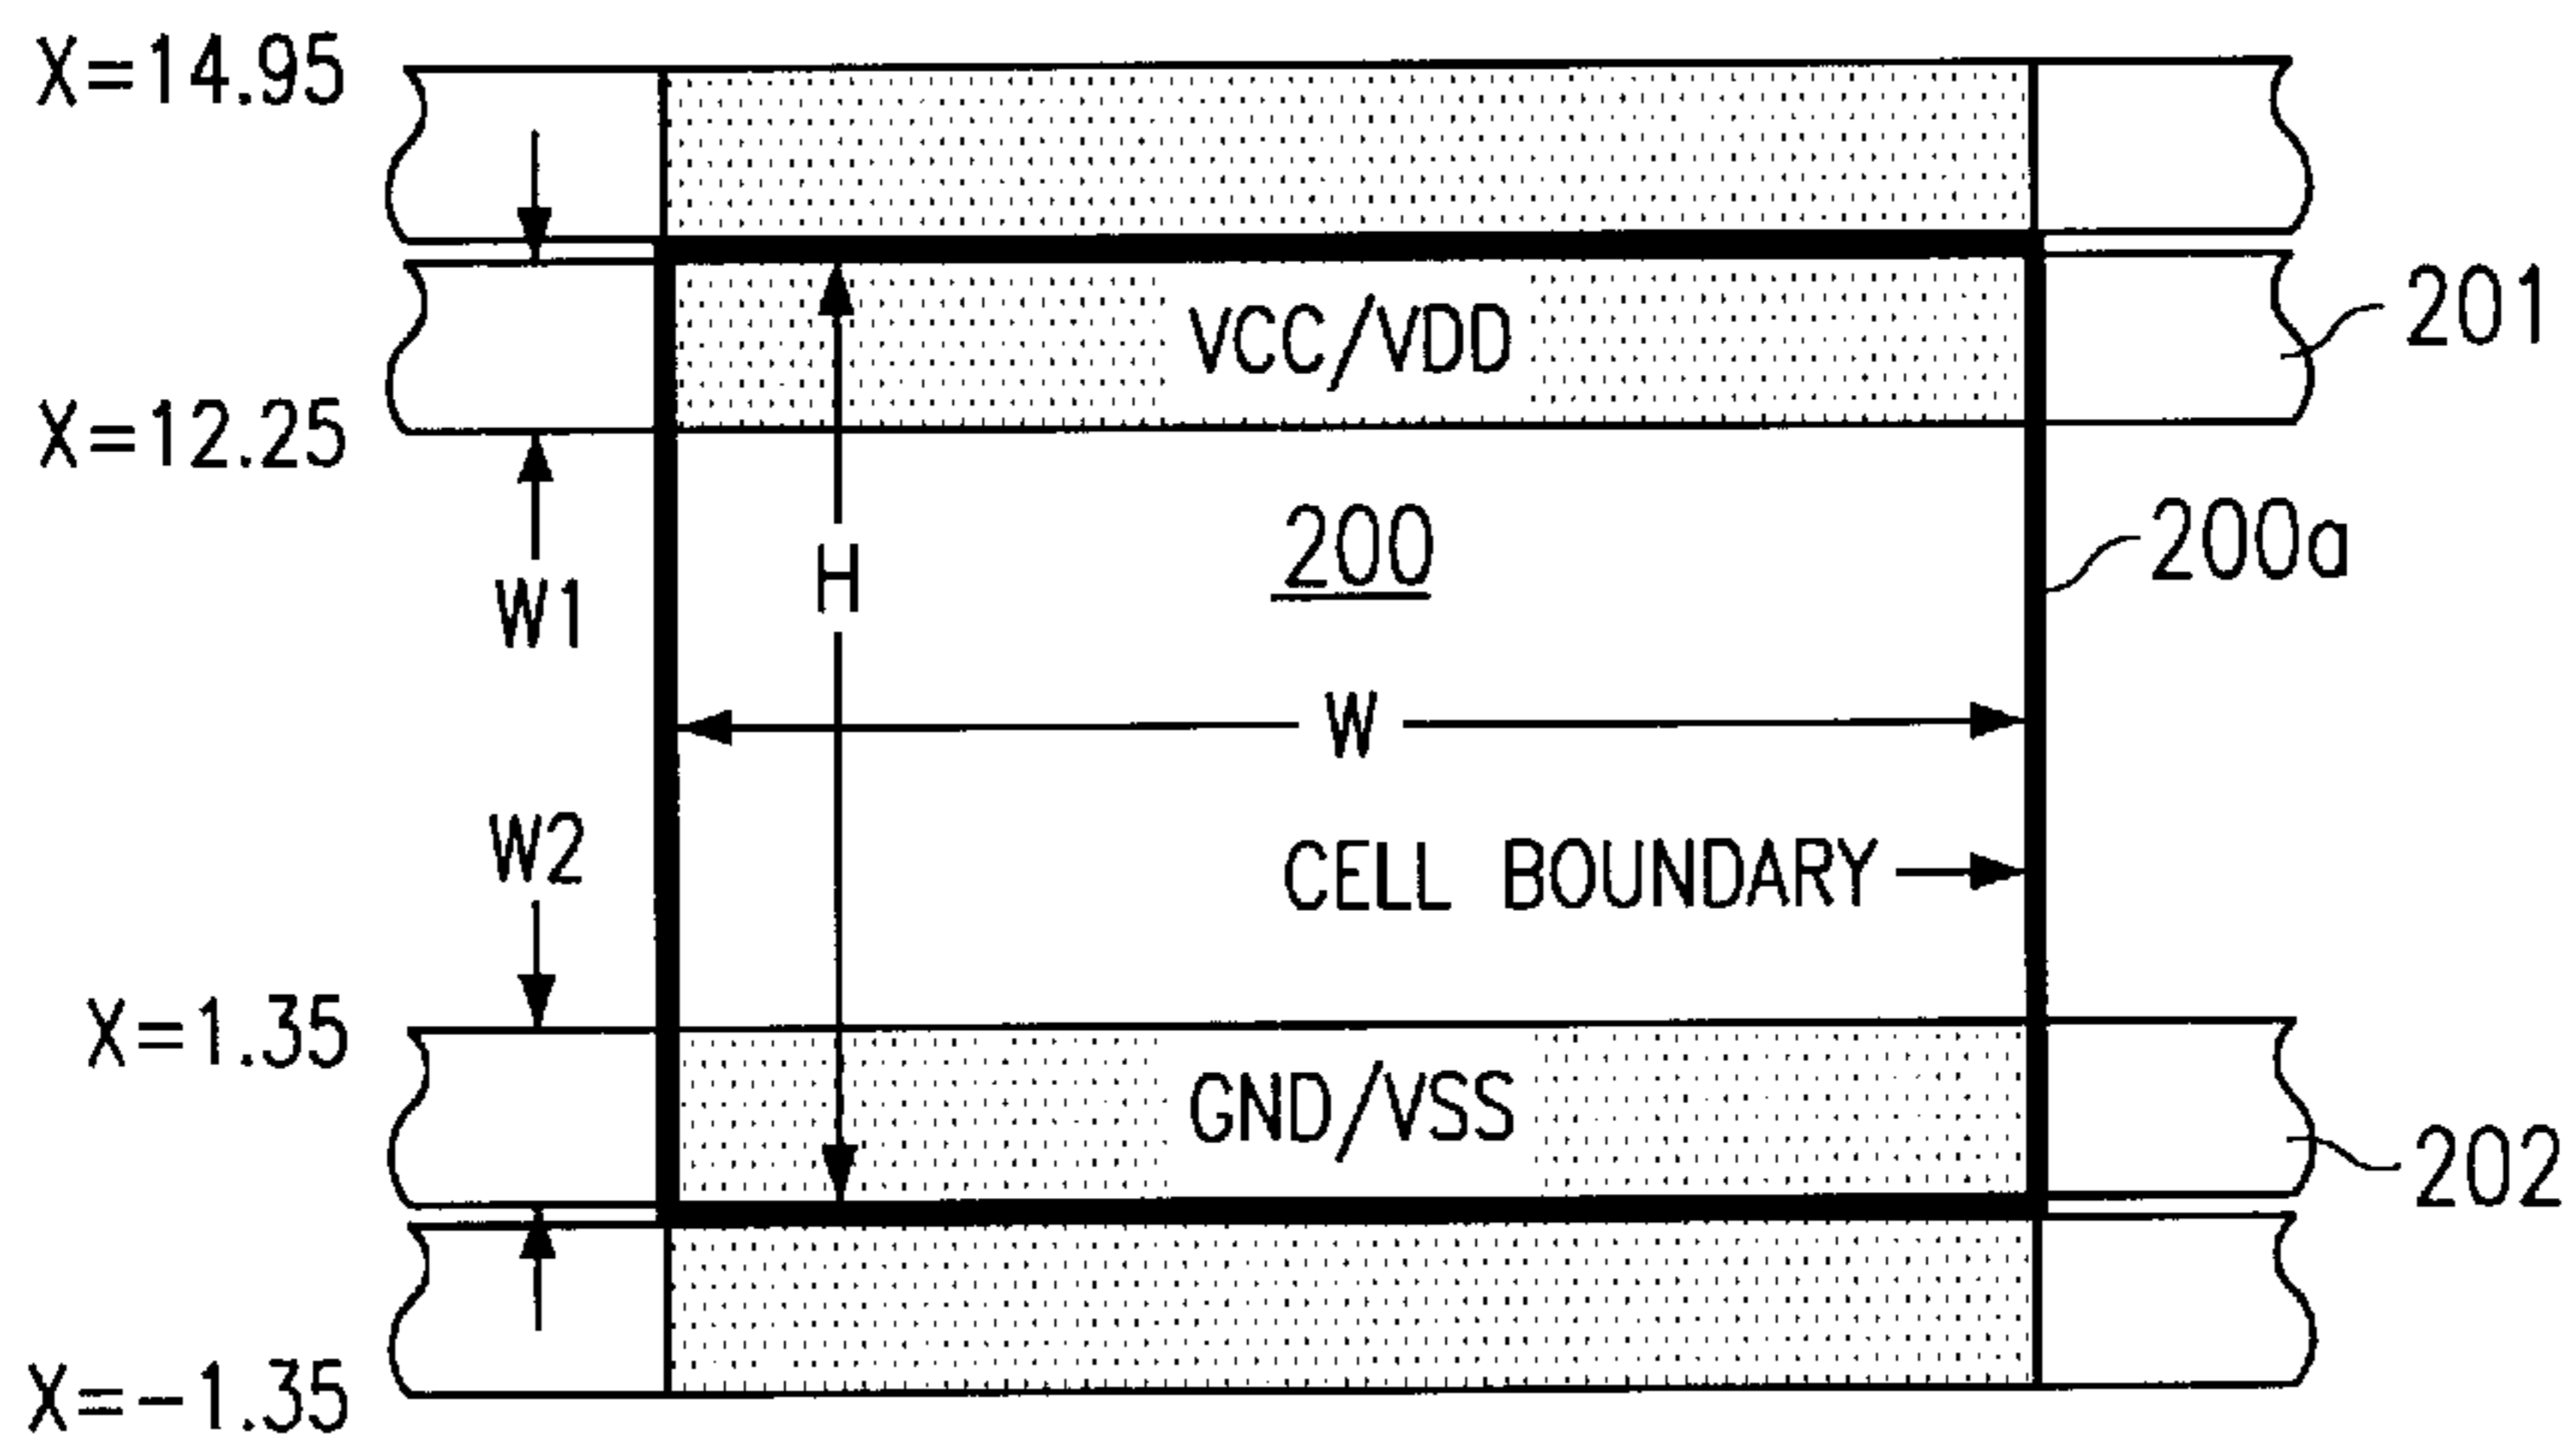 X=14.95
VCC/VDD
201
X=12.25
200
200a
W1
H
W
W2
CELL BOUNDARY
X=1.35
GND/VSS
202
X=-1.35